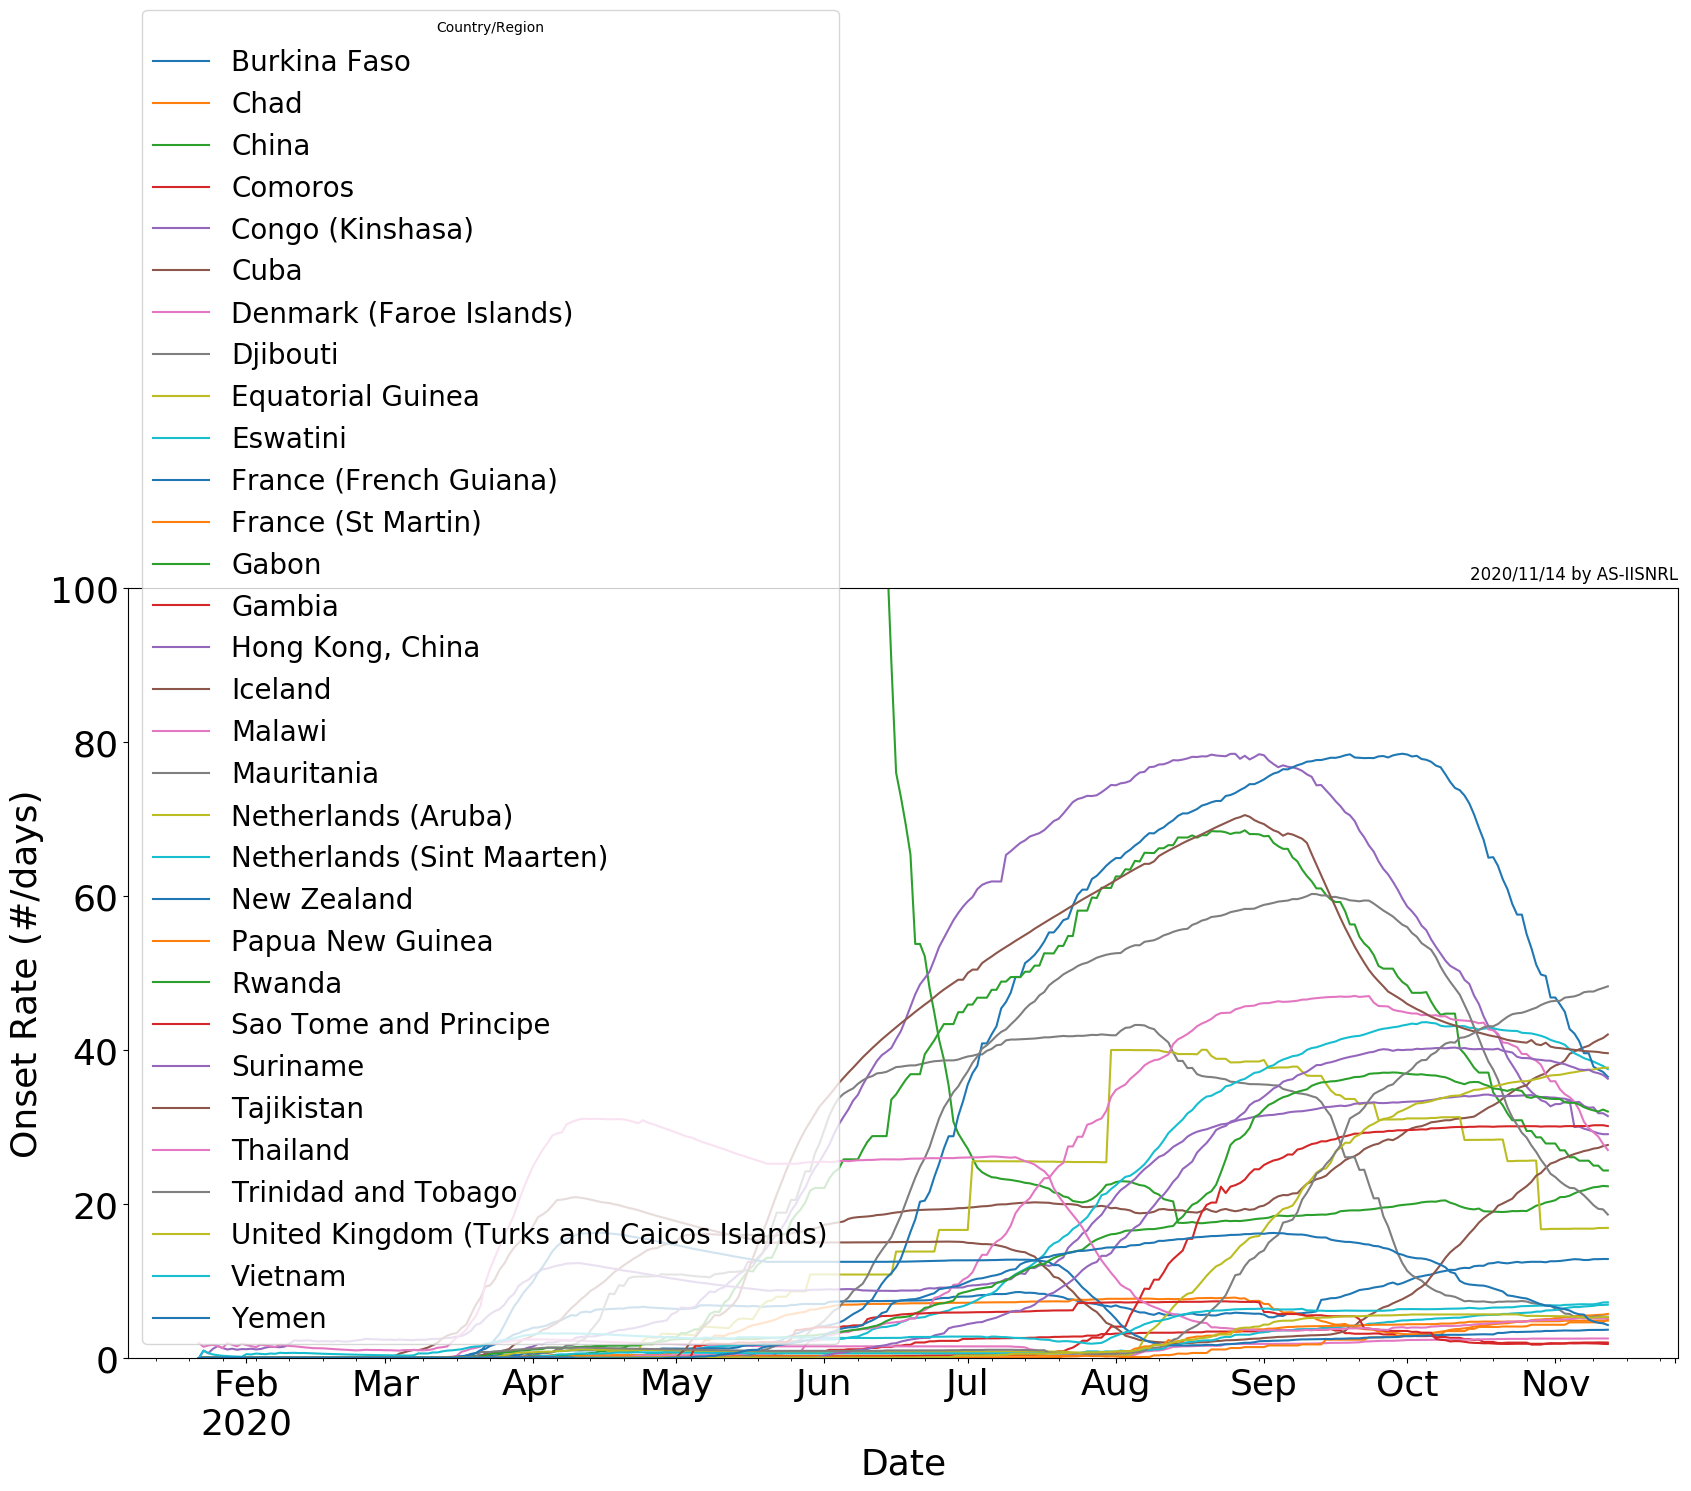 Country/Region
Burkina Faso
Chad
China
Comoros
Congo (Kinshasa)
Cuba
Denmark (Faroe Islands)
Djibouti
Equatorial Guinea
Eswatini
France (French Guiana)
France (St Martin)
Gabon
Gambia
Hong Kong, China
Iceland
Malawi
Mauritania
Netherlands (Aruba)
Netherlands (Sint Maarten)
New Zealand
Papua New Guinea
Rwanda
Sao Tome and Principe
Suriname
Tajikistan
Thailand
Trinidad and Tobago
United Kingdom (Turks and Caicos Islands)
Vietnam
Yemen
2020/11/14 by AS-IISNRL
Onset Rate (#/days)
100
80
60
40
20
0
Feb Mar Apr May Jun Jul Aug Sep Oct Nov
2020
Date